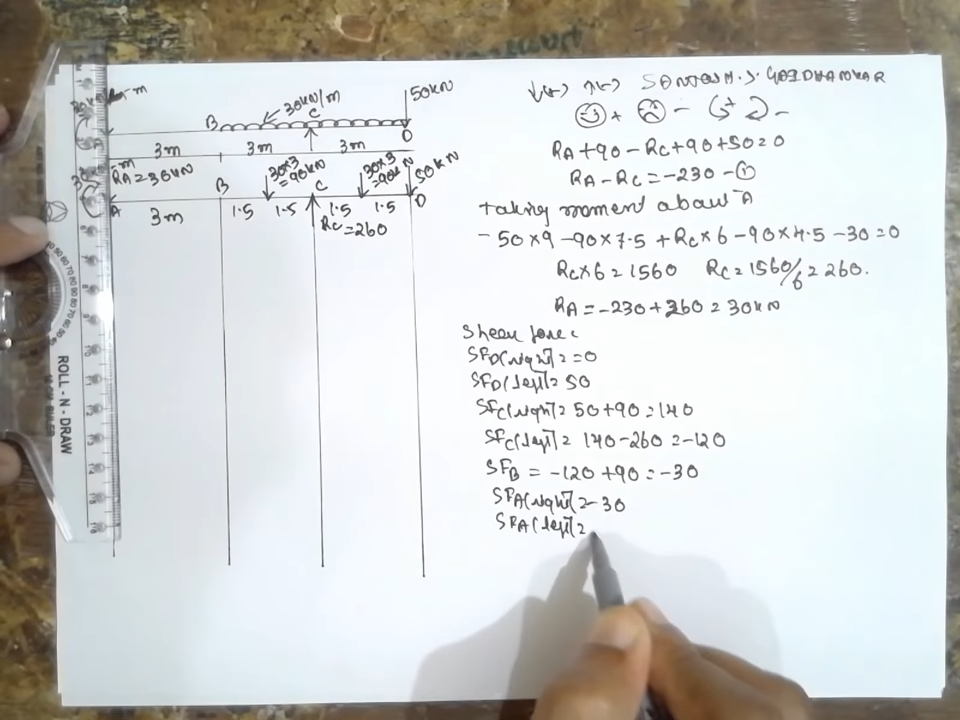 30kN/m
50kN
B
C
A
D
3m
3m
3m
RA=30kN
30×3
=90kN
30×3
=90kN
50kN
B
C
A
D
3m
1.5
1.5
1.5
1.5
RC=260
ROLL-N-DRAW
↓(+) ↑(-)
+ - + -
RA+90-RC+90+50=0
RA-RC=-230-①
taking moment about A
-50×9-90×7.5+RC×6-90×4.5-30=0
RC×6=1560 RC=1560/6=260.
RA=-230+260=30kN
Shear force:
SFD(right)==0
SFD(left)=50
SFC(right)=50+90=140
SFC(left)=140-260=-120
SFB=-120+90=-30
SFA(right)=-30
SFA(left)=